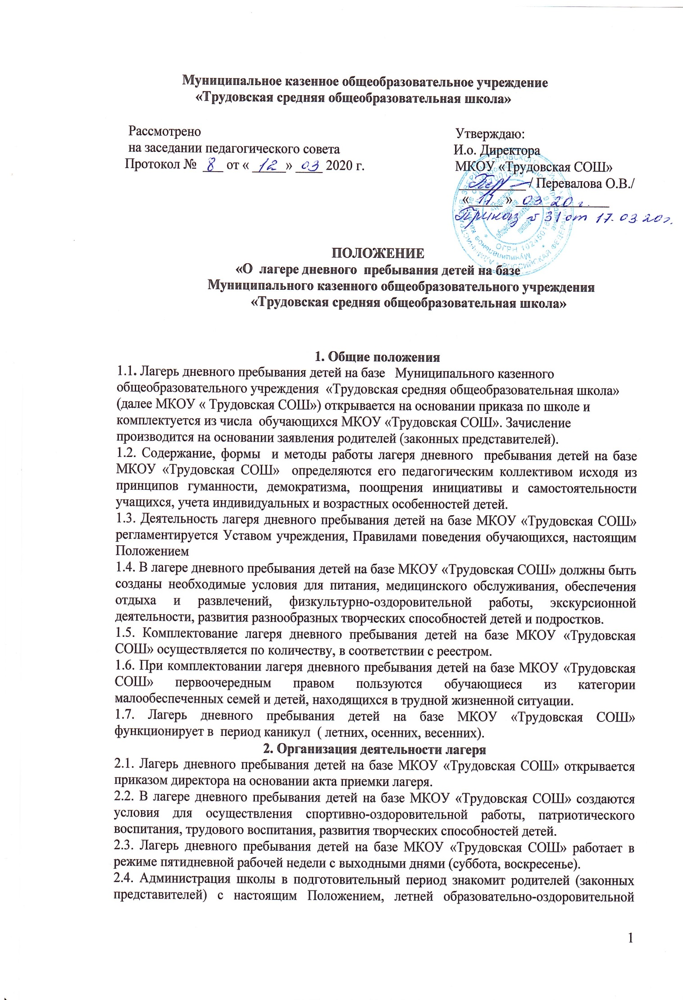 Муниципальное казенное общеобразовательное учреждение
«Трудовская средняя общеобразовательная школа»
Рассмотрено
на заседании педагогического совета
Протокол № 8 от « 12 » 03 2020 г.
Утверждаю:
И.о. Директора
МКОУ «Трудовская СОШ»
/ Перевалова О.В./
« 17 » 03 20 г.
Приказ № 31 от 17.03.20г.
ПОЛОЖЕНИЕ
«О лагере дневного пребывания детей на базе
Муниципального казенного общеобразовательного учреждения
«Трудовская средняя общеобразовательная школа»
1. Общие положения
1.1. Лагерь дневного пребывания детей на базе Муниципального казенного
общеобразовательного учреждения «Трудовская средняя общеобразовательная школа»
(далее МКОУ « Трудовская СОШ») открывается на основании приказа по школе и
комплектуется из числа обучающихся МКОУ «Трудовская СОШ». Зачисление
производится на основании заявления родителей (законных представителей).
1.2. Содержание, формы и методы работы лагеря дневного пребывания детей на базе
МКОУ «Трудовская СОШ» определяются его педагогическим коллективом исходя из
принципов гуманности, демократизма, поощрения инициативы и самостоятельности
учащихся, учета индивидуальных и возрастных особенностей детей.
1.3. Деятельность лагеря дневного пребывания детей на базе МКОУ «Трудовская СОШ»
регламентируется Уставом учреждения, Правилами поведения обучающихся, настоящим
Положением
1.4. В лагере дневного пребывания детей на базе МКОУ «Трудовская СОШ» должны быть
созданы необходимые условия для питания, медицинского обслуживания, обеспечения
отдыха и развлечений, физкультурно-оздоровительной работы, экскурсионной
деятельности, развития разнообразных творческих способностей детей и подростков.
1.5. Комплектование лагеря дневного пребывания детей на базе МКОУ «Трудовская
СОШ» осуществляется по количеству, в соответствии с реестром.
1.6. При комплектовании лагеря дневного пребывания детей на базе МКОУ «Трудовская
СОШ» первоочередным правом пользуются обучающиеся из категории
малообеспеченных семей и детей, находящихся в трудной жизненной ситуации.
1.7. Лагерь дневного пребывания детей на базе МКОУ «Трудовская СОШ»
функционирует в период каникул ( летних, осенних, весенних).
2. Организация деятельности лагеря
2.1. Лагерь дневного пребывания детей на базе МКОУ «Трудовская СОШ» открывается
приказом директора на основании акта приемки лагеря.
2.2. В лагере дневного пребывания детей на базе МКОУ «Трудовская СОШ» создаются
условия для осуществления спортивно-оздоровительной работы, патриотического
воспитания, трудового воспитания, развития творческих способностей детей.
2.3. Лагерь дневного пребывания детей на базе МКОУ «Трудовская СОШ» работает в
режиме пятидневной рабочей недели с выходными днями (суббота, воскресенье).
2.4. Администрация школы в подготовительный период знакомит родителей (законных
представителей) с настоящим Положением, летней образовательно-оздоровительной
1